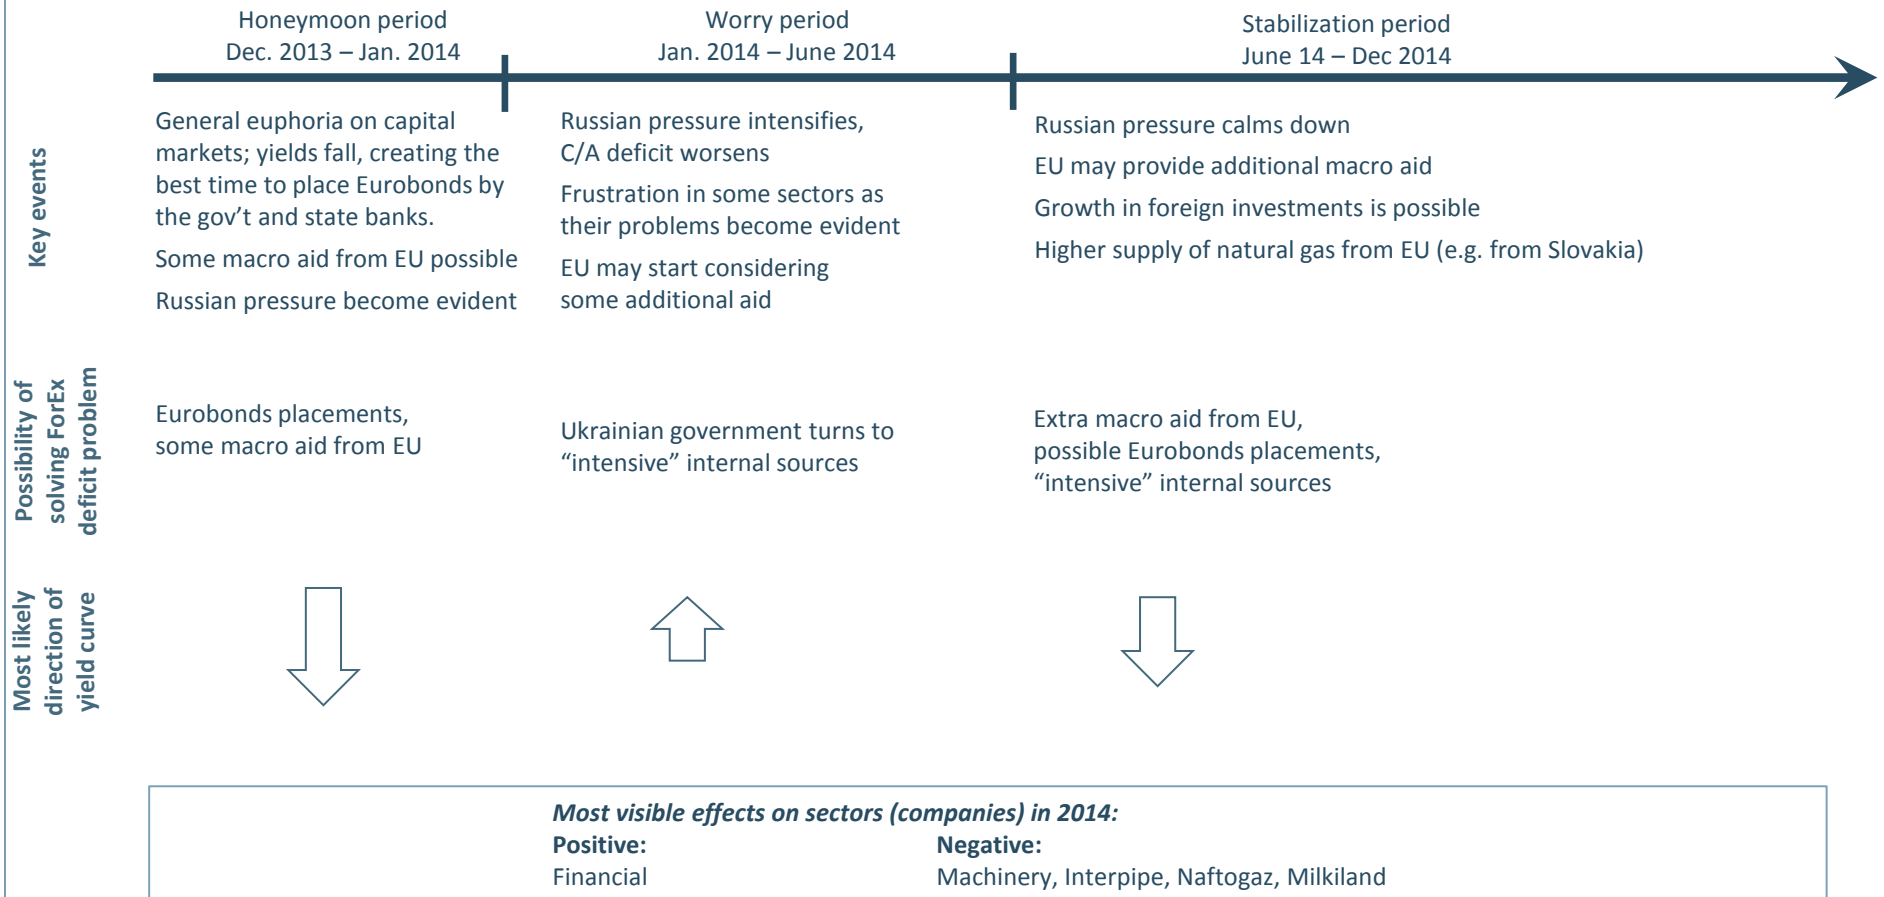 Honeymoon period
Dec. 2013 – Jan. 2014
Worry period
Jan. 2014 – June 2014
Stabilization period
June 14 – Dec 2014
Key events
General euphoria on capital
markets; yields fall, creating the
best time to place Eurobonds by
the gov’t and state banks.
Some macro aid from EU possible
Russian pressure become evident
Russian pressure intensifies,
C/A deficit worsens
Frustration in some sectors as
their problems become evident
EU may start considering
some additional aid
Russian pressure calms down
EU may provide additional macro aid
Growth in foreign investments is possible
Higher supply of natural gas from EU (e.g. from Slovakia)
Possibility of
solving ForEx
deficit problem
Eurobonds placements,
some macro aid from EU
Ukrainian government turns to
“intensive” internal sources
Extra macro aid from EU,
possible Eurobonds placements,
“intensive” internal sources
Most likely
direction of
yield curve
Most visible effects on sectors (companies) in 2014:
Positive:
Financial
Negative:
Machinery, Interpipe, Naftogaz, Milkiland